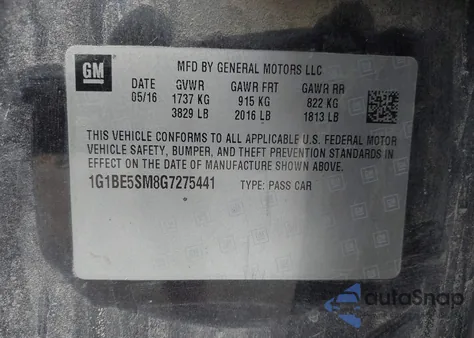 GM
MFD BY GENERAL MOTORS LLC
DATE GVWR GAWR FRT GAWR RR
05/16 1737 KG 915 KG 822 KG
3829 LB 2016 LB 1813 LB
THIS VEHICLE CONFORMS TO ALL APPLICABLE U.S. FEDERAL MOTOR
VEHICLE SAFETY, BUMPER, AND THEFT PREVENTION STANDARDS IN
EFFECT ON THE DATE OF MANUFACTURE SHOWN ABOVE.
1G1BE5SM8G7275441 TYPE: PASS CAR
autoSnap